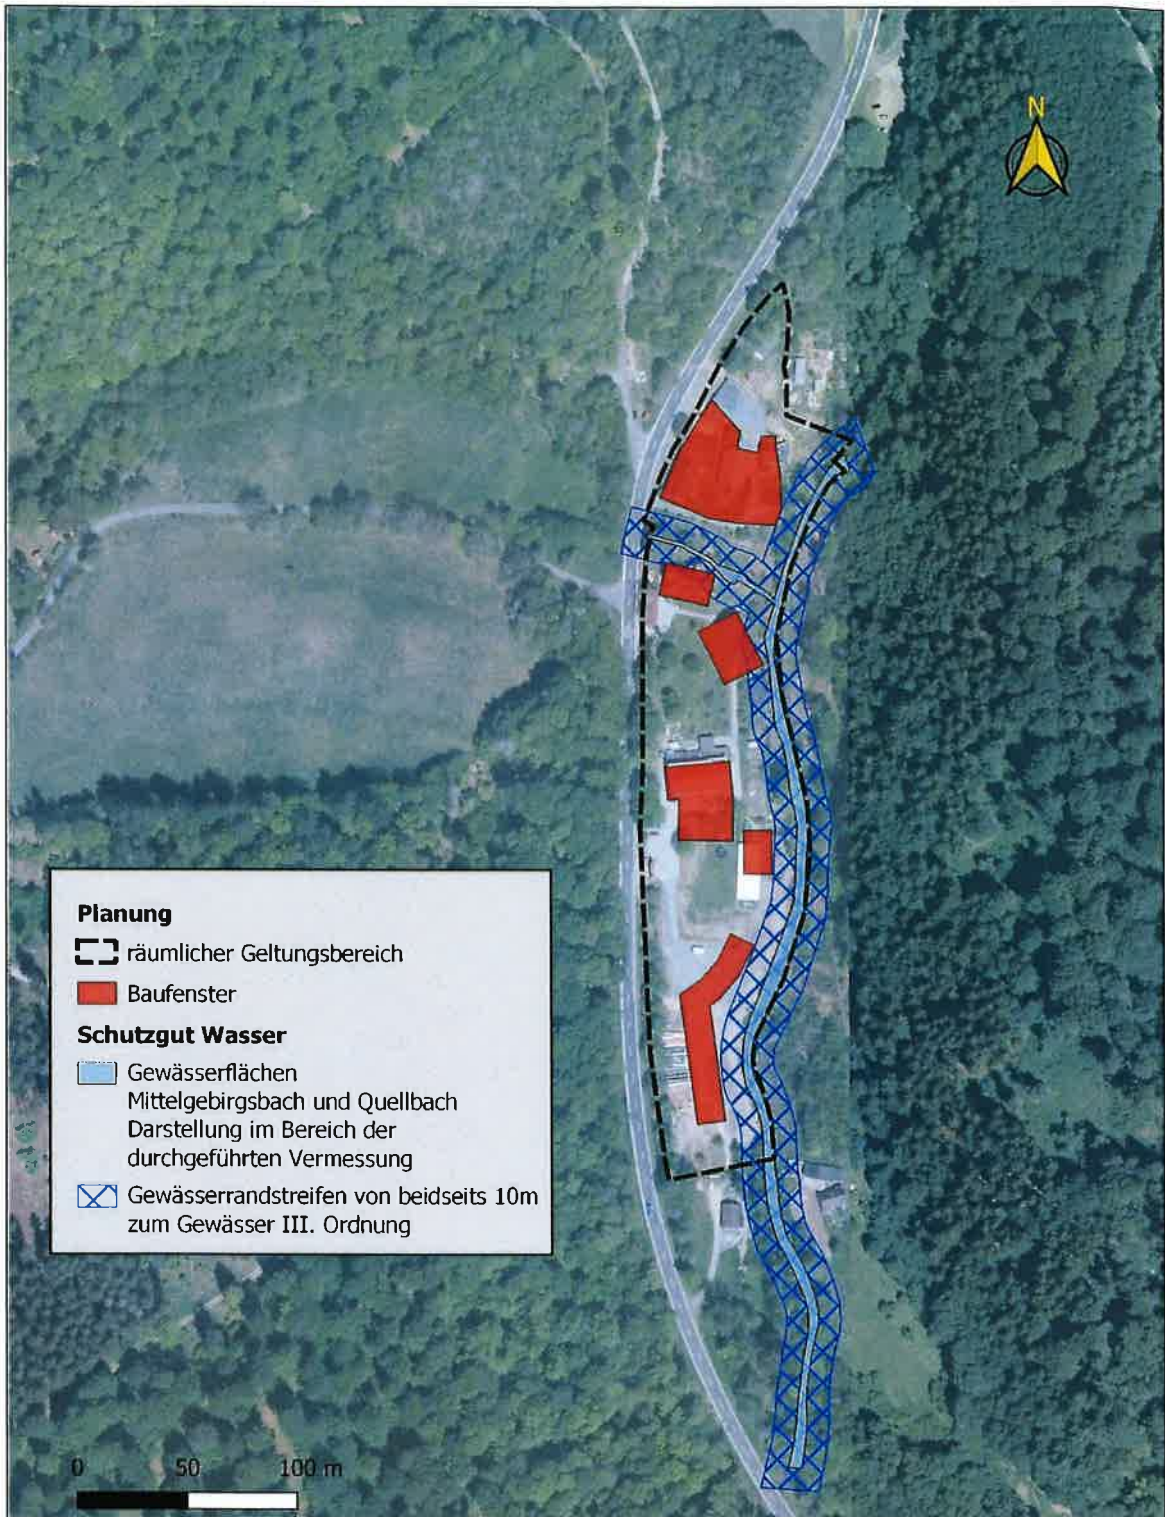 N
Planung
räumlicher Geltungsbereich
Baufenster
Schutzgut Wasser
Gewässerflächen
Mittelgebirgsbach und Quellbach
Darstellung im Bereich der
durchgeführten Vermessung
Gewässerrandstreifen von beidseits 10m
zum Gewässer III. Ordnung
0 50 100 m